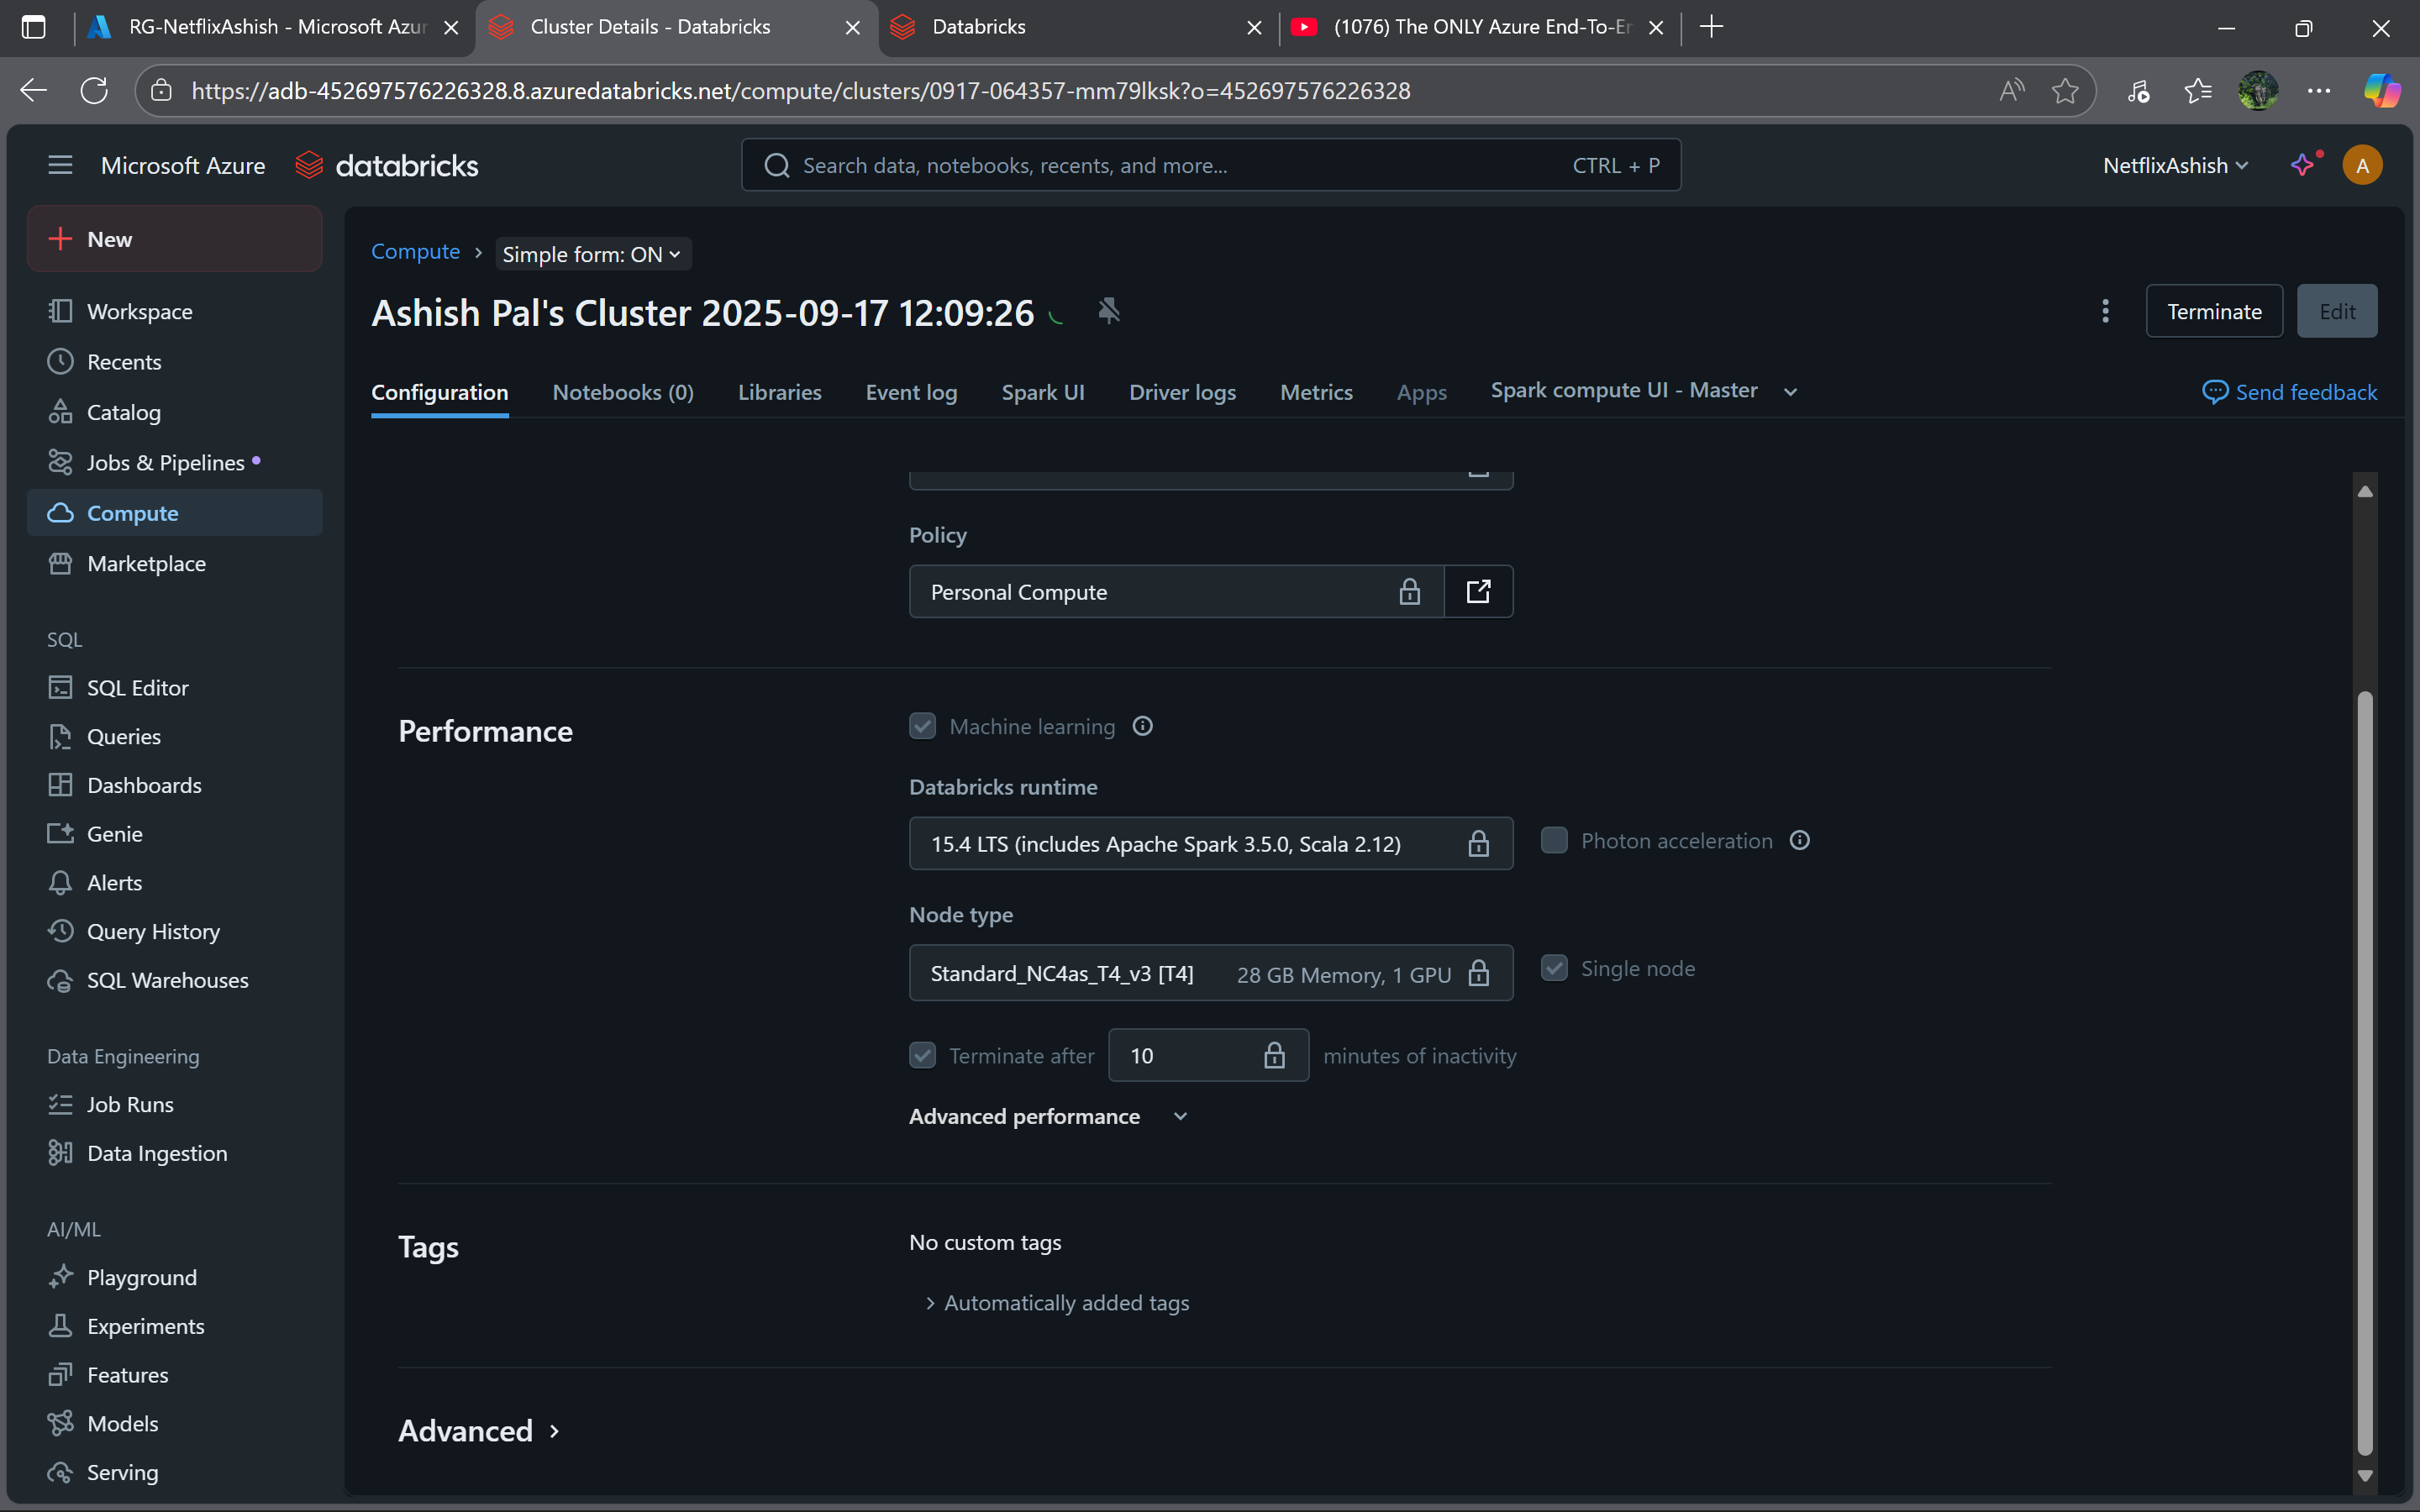 RG-NetflixAshish - Microsoft Azur
Cluster Details - Databricks
Databricks
(1076) The ONLY Azure End-To-Er
https://adb-452697576226328.8.azuredatabricks.net/compute/clusters/0917-064357-mm79lksk?o=452697576226328
Microsoft Azure databricks
Search data, notebooks, recents, and more... CTRL + P
NetflixAshish
A
New
Workspace
Recents
Catalog
Jobs & Pipelines
Compute
Marketplace
SQL
SQL Editor
Queries
Dashboards
Genie
Alerts
Query History
SQL Warehouses
Data Engineering
Job Runs
Data Ingestion
AI/ML
Playground
Experiments
Features
Models
Serving
Compute > Simple form: ON
Ashish Pal's Cluster 2025-09-17 12:09:26
Terminate
Edit
Configuration Notebooks (0) Libraries Event log Spark UI Driver logs Metrics Apps Spark compute UI - Master
Send feedback
Policy
Personal Compute
Performance
Machine learning
Databricks runtime
15.4 LTS (includes Apache Spark 3.5.0, Scala 2.12)
Photon acceleration
Node type
Standard_NC4as_T4_v3 [T4] 28 GB Memory, 1 GPU
Single node
Terminate after 10 minutes of inactivity
Advanced performance
Tags
No custom tags
Automatically added tags
Advanced